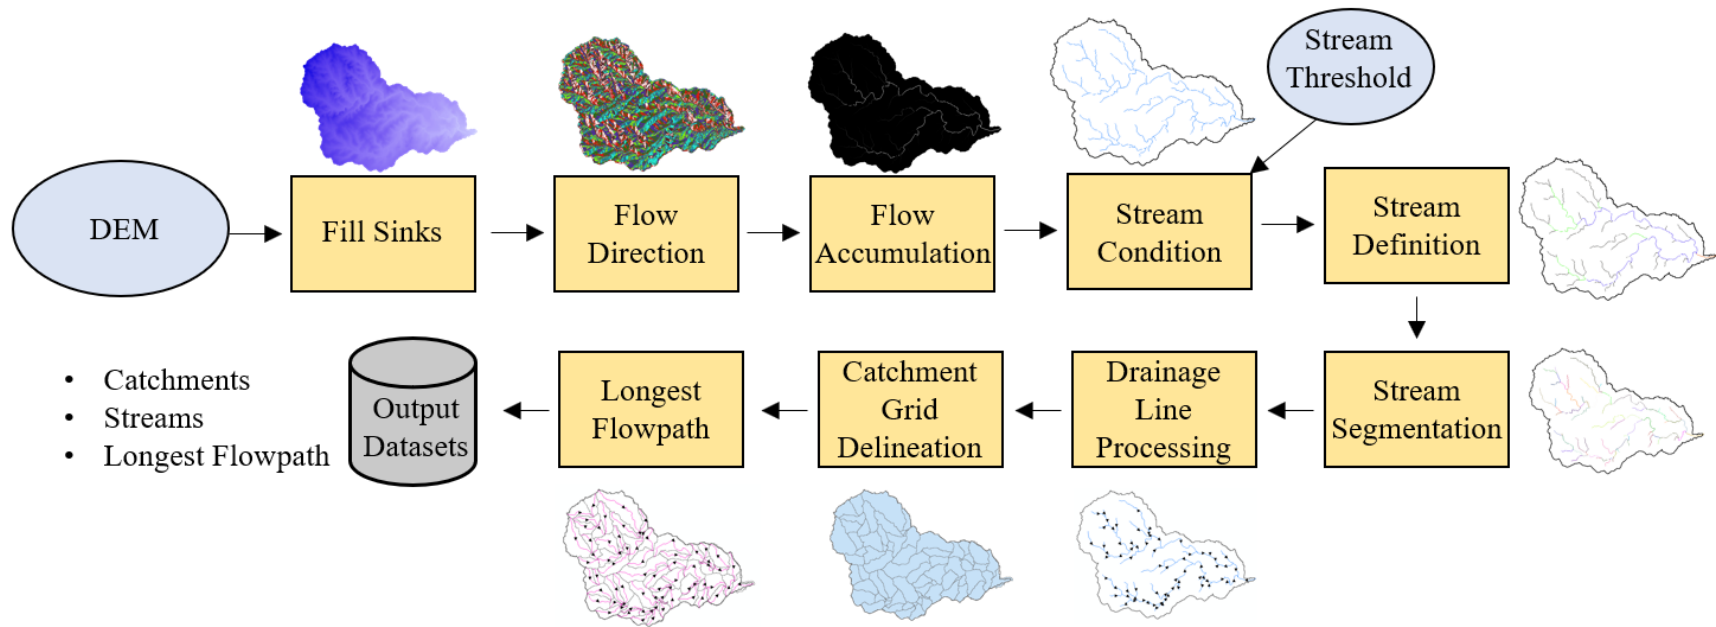 Stream
Threshold
DEM
Fill Sinks
Flow
Direction
Flow
Accumulation
Stream
Condition
Stream
Definition
• Catchments
• Streams
• Longest Flowpath
Output
Datasets
Longest
Flowpath
Catchment
Grid
Delineation
Drainage
Line
Processing
Stream
Segmentation